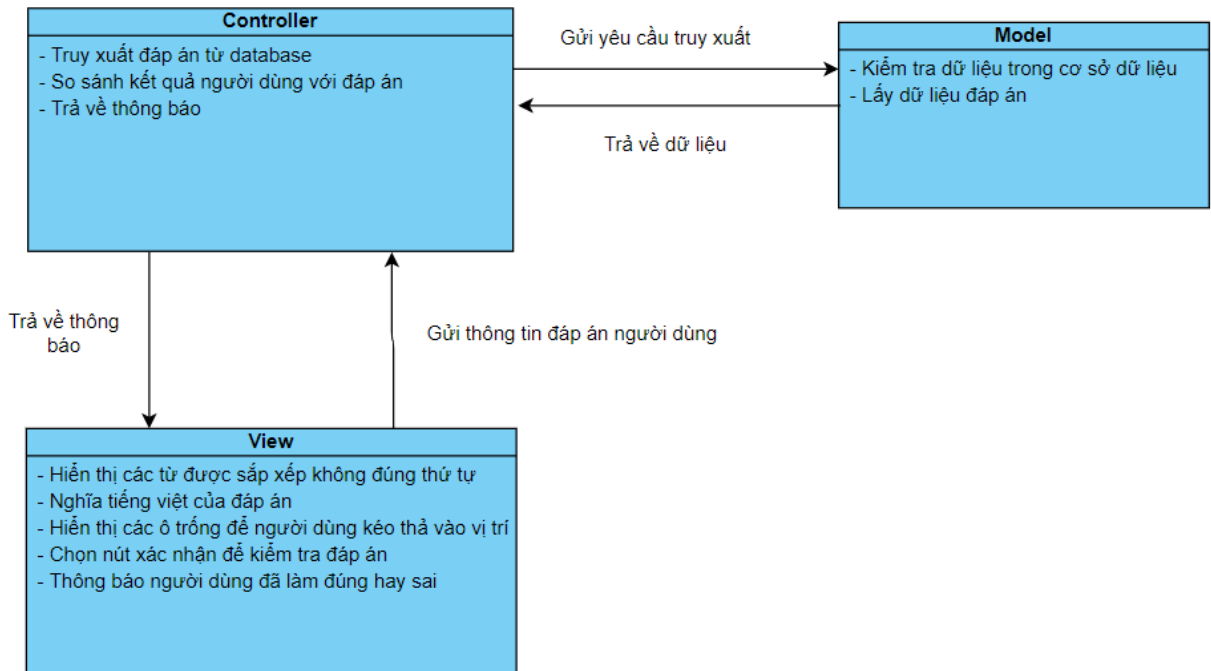 Controller
- Truy xuất đáp án từ database
- So sánh kết quả người dùng với đáp án
- Trả về thông báo
Gửi yêu cầu truy xuất
Trả về dữ liệu
Model
- Kiểm tra dữ liệu trong cơ sở dữ liệu
- Lấy dữ liệu đáp án
Trả về thông
báo
Gửi thông tin đáp án người dùng
View
- Hiển thị các từ được sắp xếp không đúng thứ tự
- Nghĩa tiếng việt của đáp án
- Hiển thị các ô trống để người dùng kéo thả vào vị trí
- Chọn nút xác nhận để kiểm tra đáp án
- Thông báo người dùng đã làm đúng hay sai